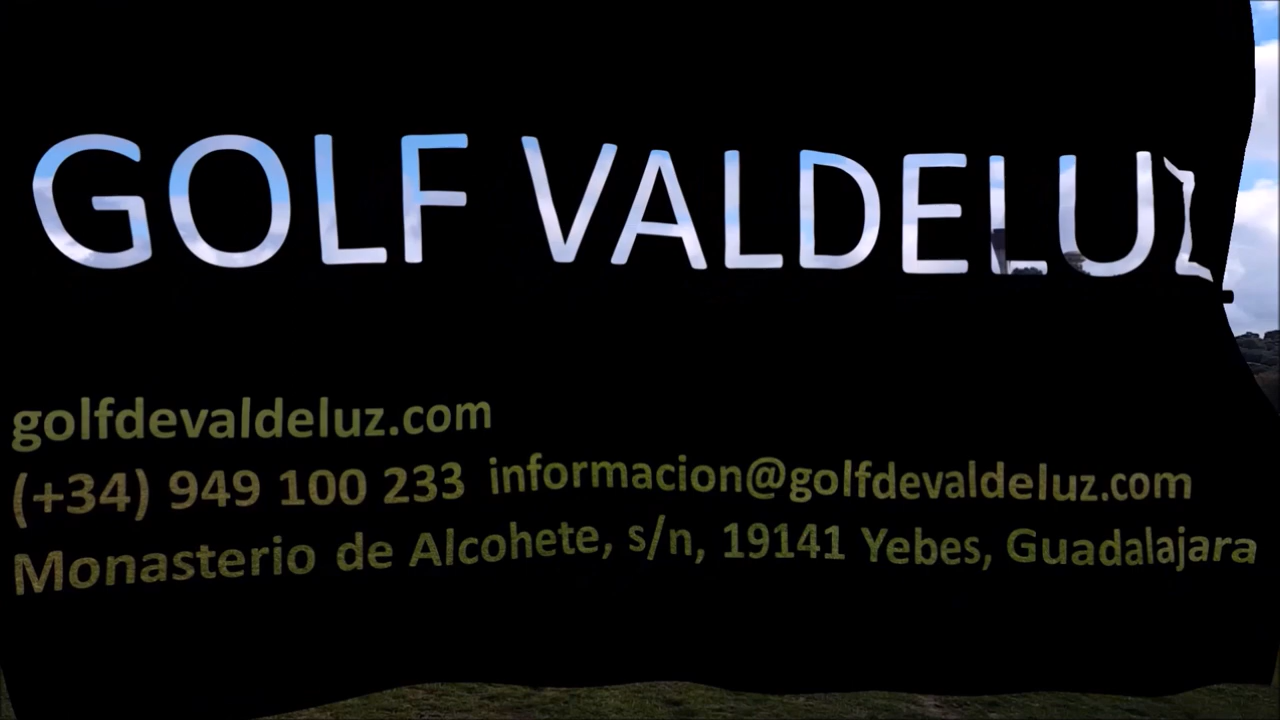 GOLF VALDELUZ
golfdevaldeluz.com
(+34) 949 100 233 informacion@golfdevaldeluz.com
Monasterio de Alcohete, s/n, 19141 Yebes, Guadalajara